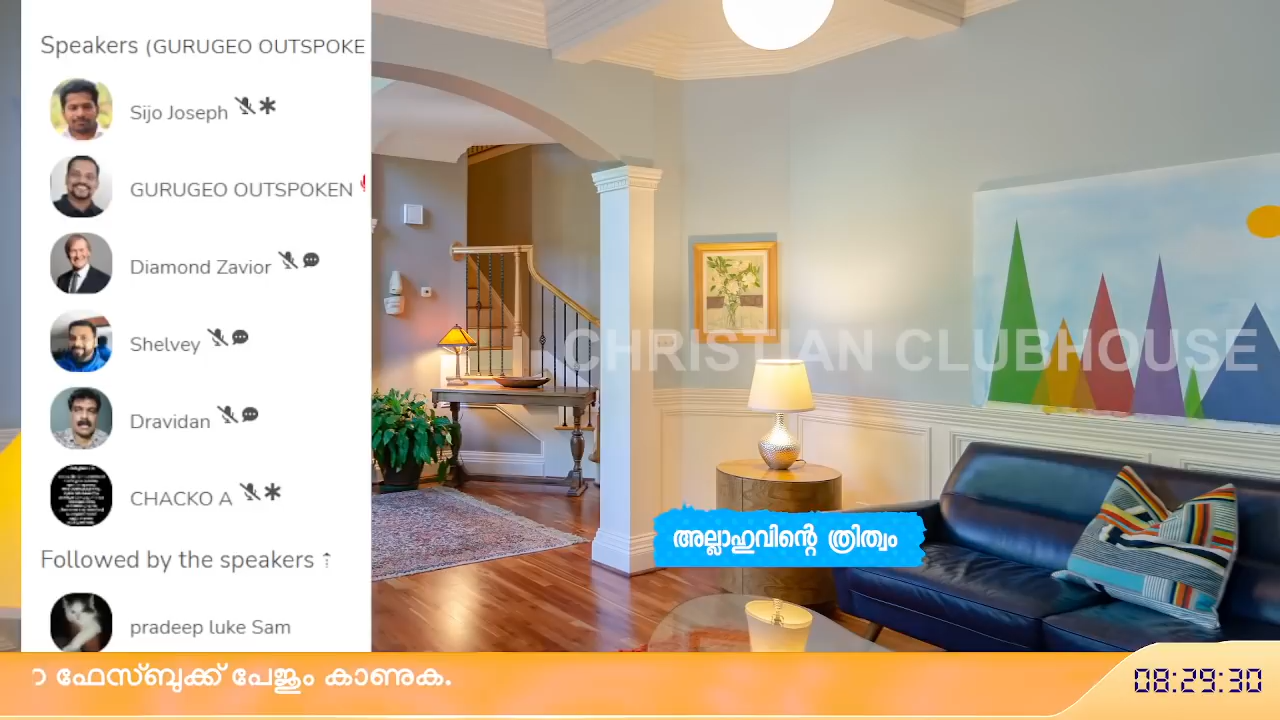 Speakers (GURUGEO OUTSPOKE
Sijo Joseph
GURUGEO OUTSPOKEN
Diamond Zavior
Shelvey
Dravidan
CHACKO A
Followed by the speakers
pradeep luke Sam
CHRISTIAN CLUBHOUSE
അല്ലാഹുവിന്റെ ത്രിത്വം
ഫേസ്ബുക്ക് പേജും കാണുക.
08:29:30